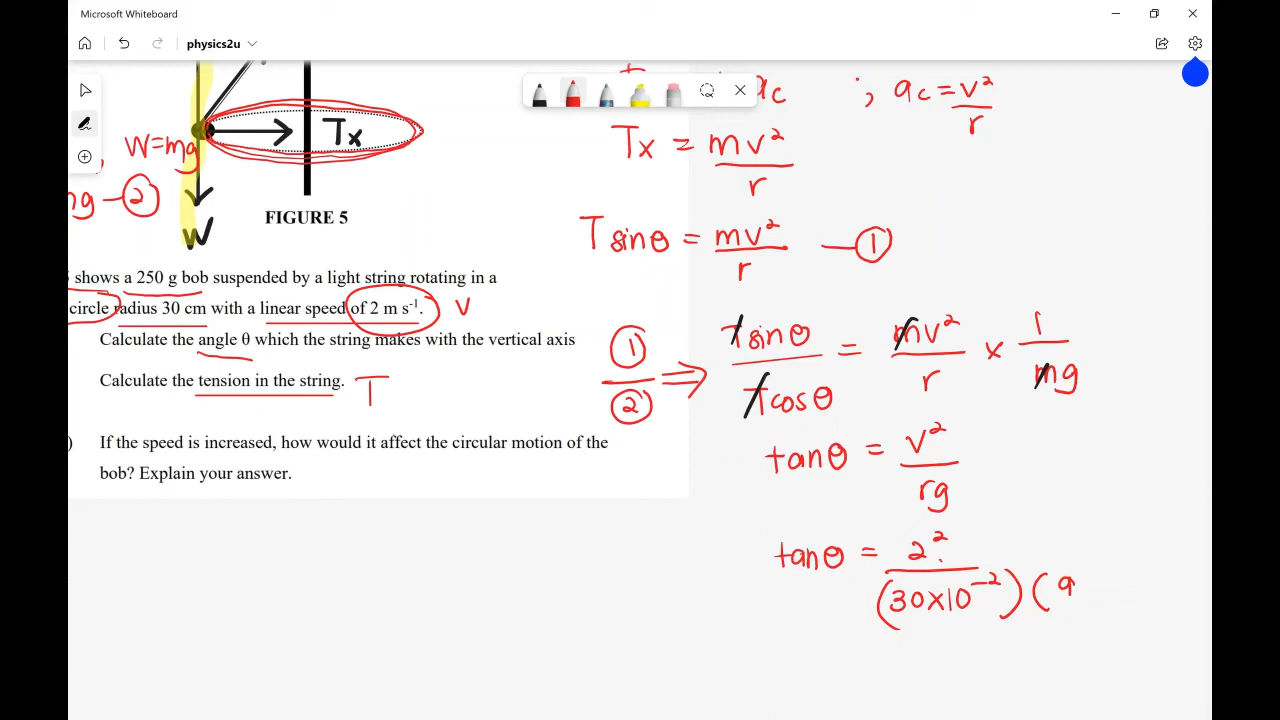 Microsoft Whiteboard
physics2u
Tx
W=mg
mg — ②
W
FIGURE 5
shows a 250 g bob suspended by a light string rotating in a
circle radius 30 cm with a linear speed of 2 m s⁻¹. V
Calculate the angle θ which the string makes with the vertical axis
Calculate the tension in the string. T
) If the speed is increased, how would it affect the circular motion of the
bob? Explain your answer.
ac ; ac = v²/r
Tx = mv²/r
T sinθ = mv²/r — ①
①/② ⇒ Tsinθ/Tcosθ = mv²/r × 1/mg
tanθ = v²/rg
tanθ = 2²/(30×10⁻²)(9